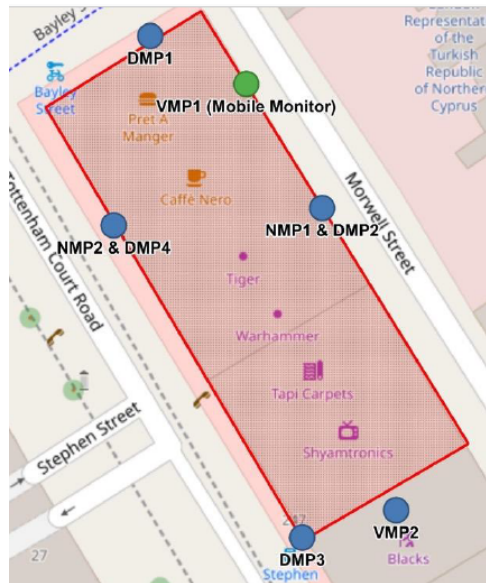 Bayley S
Representat
of the
Turkish
Republic
of Northern
Cyprus
DMP1
Bayley
Street
VMP1 (Mobile Monitor)
Pret A
Manger
Caffè Nero
Morwell Street
NMP2 & DMP4
NMP1 & DMP2
Tottenham Court Road
Tiger
Warhammer
Tapi Carpets
Stephen Street
Shyamtronics
VMP2
DMP3
Blacks
27
Stephen